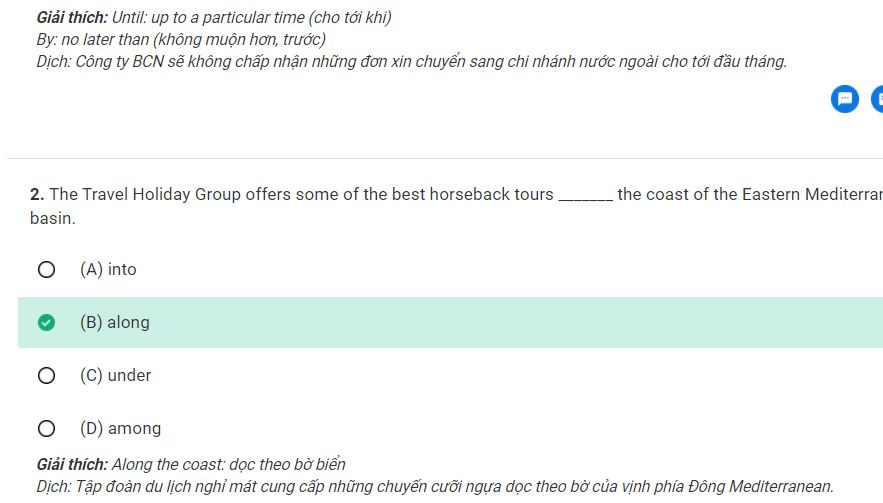 Giải thích: Until: up to a particular time (cho tới khi)
By: no later than (không muộn hơn, trước)
Dịch: Công ty BCN sẽ không chấp nhận những đơn xin chuyển sang chi nhánh nước ngoài cho tới đầu tháng.
2. The Travel Holiday Group offers some of the best horseback tours _______ the coast of the Eastern
basin.
(A) into
(B) along
(C) under
(D) among
Giải thích: Along the coast: dọc theo bờ biển
Dịch: Tập đoàn du lịch nghỉ mát cung cấp những chuyến cưỡi ngựa dọc theo bờ của vịnh phía Đông Mediterranean.